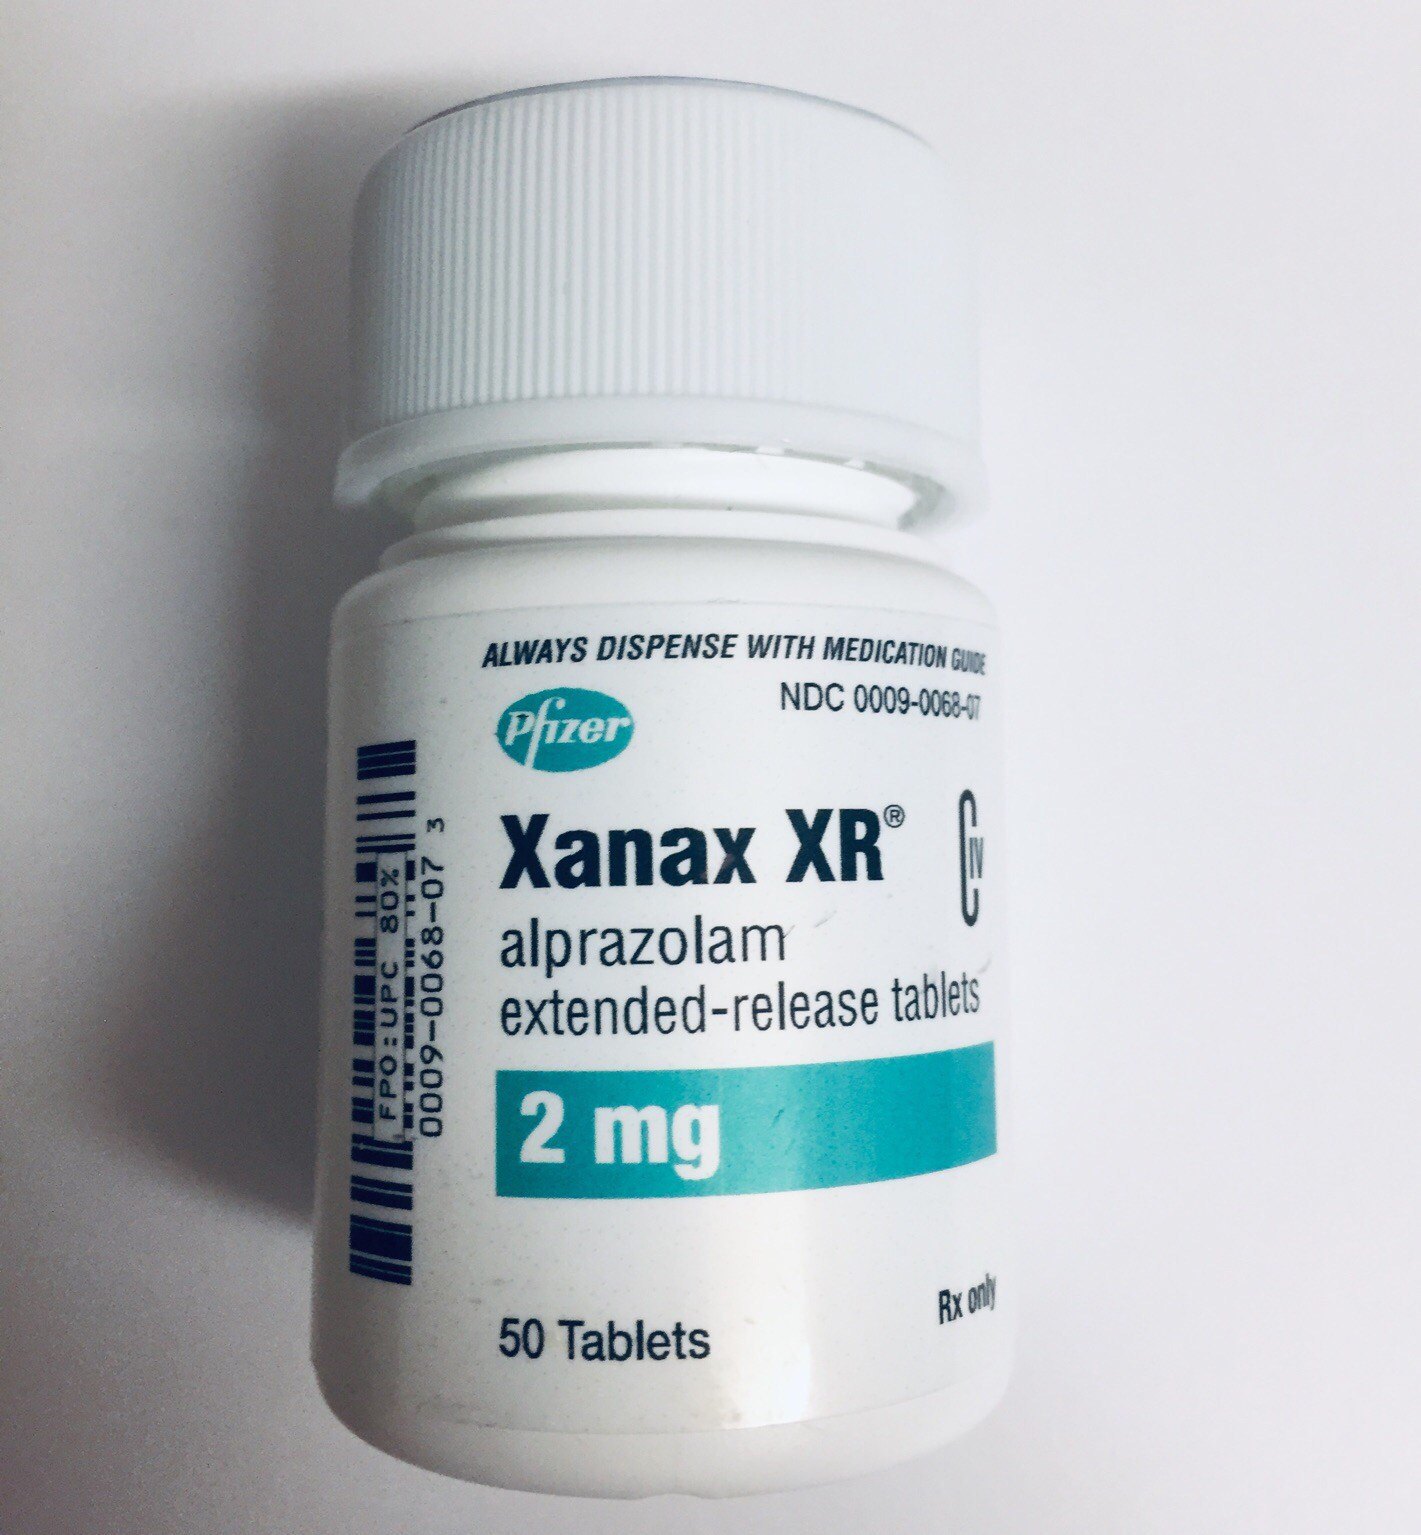 ALWAYS DISPENSE WITH MEDICATION GUIDE
NDC 0009-0068-07
Pfizer
Xanax XR®
CIV
alprazolam
extended-release tablets
2 mg
50 Tablets
Rx only
FPO:UPC 80%
0009-0068-07 3